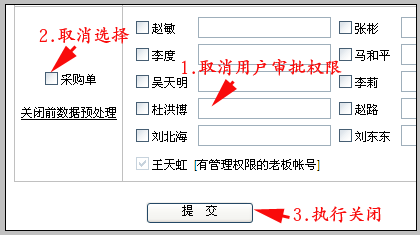 2.取消选择
赵敏
张彬
李度
马和平
1.取消用户审批权限
采购单
吴天明
李莉
关闭前数据预处理
杜洪博
赵路
刘北海
刘东东
王天虹 [有管理权限的老板帐号]
提 交
3.执行关闭